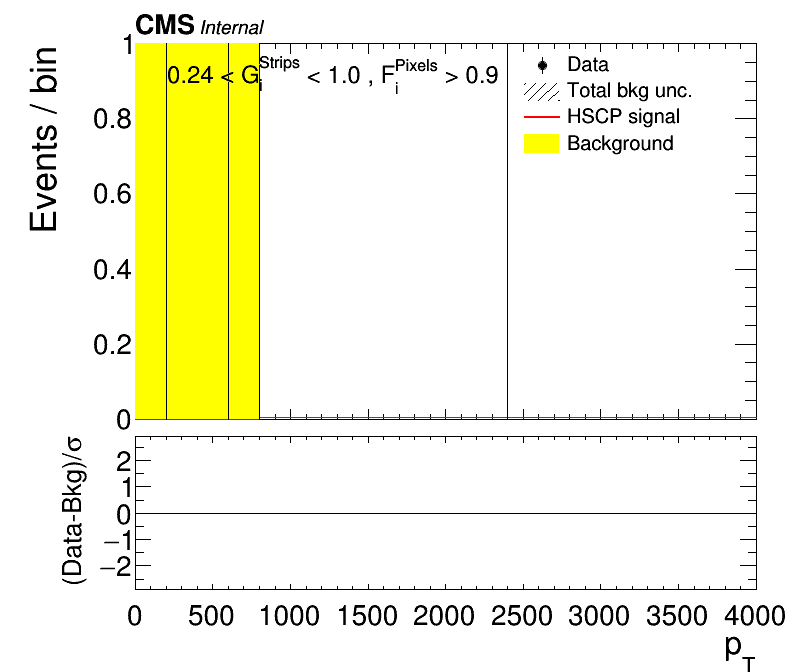 CMS Internal
0.24 < G_i^Strips < 1.0 , F_i^Pixels > 0.9
Data
Total bkg unc.
HSCP signal
Background
Events / bin
1
0.8
0.6
0.4
0.2
0
(Data-Bkg)/σ
2
1
0
−1
−2
0 500 1000 1500 2000 2500 3000 3500 4000
p_T